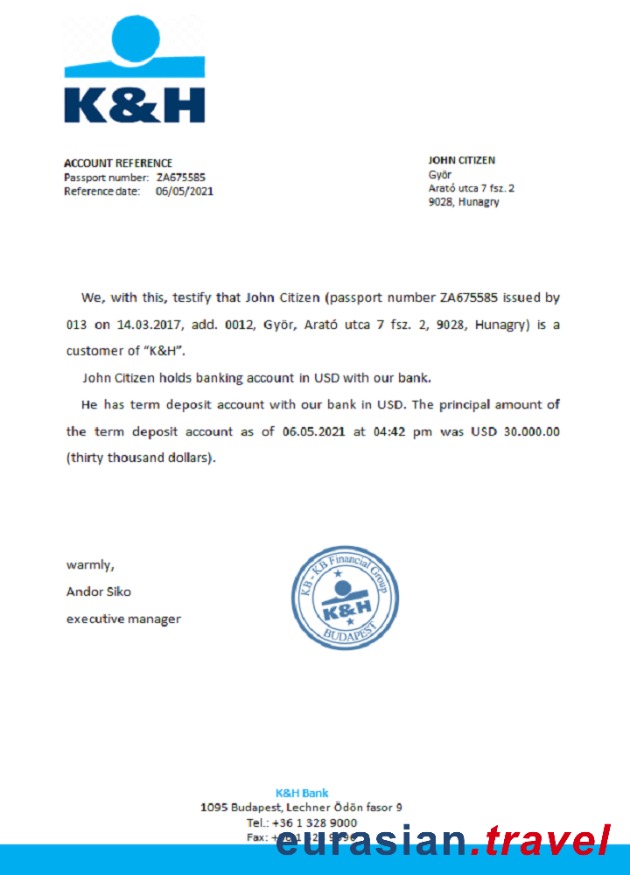 K&H
ACCOUNT REFERENCE
Passport number: ZA675585
Reference date: 06/05/2021
JOHN CITIZEN
Györ
Arató utca 7 fsz. 2
9028, Hunagry
We, with this, testify that John Citizen (passport number ZA675585 issued by
013 on 14.03.2017, add. 0012, Györ, Arató utca 7 fsz. 2, 9028, Hunagry) is a
customer of “K&H”.
John Citizen holds banking account in USD with our bank.
He has term deposit account with our bank in USD. The principal amount of
the term deposit account as of 06.05.2021 at 04:42 pm was USD 30.000.00
(thirty thousand dollars).
warmly,
Andor Siko
executive manager
KB - KB Financial Group
K&H
BUDAPEST
K&H Bank
1095 Budapest, Lechner Ödön fasor 9
Tel.: +36 1 328 9000
Fax:
eurasian.travel